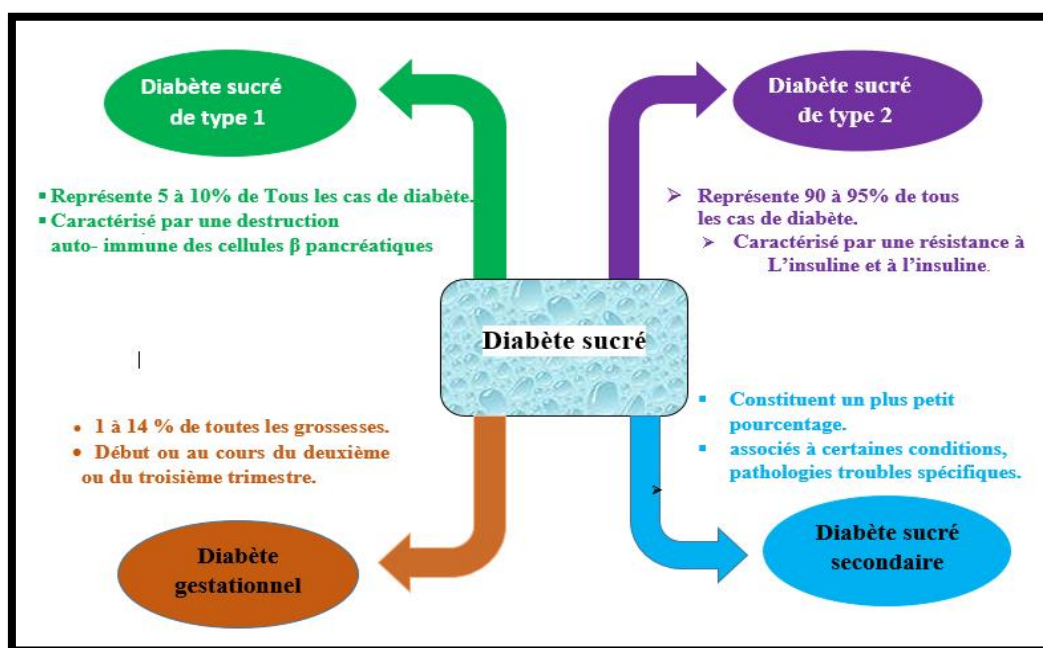 Diabète sucré
de type 1
▪ Représente 5 à 10% de Tous les cas de diabète.
▪ Caractérisé par une destruction
auto- immune des cellules β pancréatiques
Diabète sucré
de type 2
➢ Représente 90 à 95% de tous
les cas de diabète.
➢ Caractérisé par une résistance à
L’insuline et à l’insuline.
Diabète sucré
• 1 à 14 % de toutes les grossesses.
• Début ou au cours du deuxième
ou du troisième trimestre.
Diabète
gestationnel
▪ Constituent un plus petit
pourcentage.
▪ associés à certaines conditions,
pathologies troubles spécifiques.
Diabète sucré
secondaire